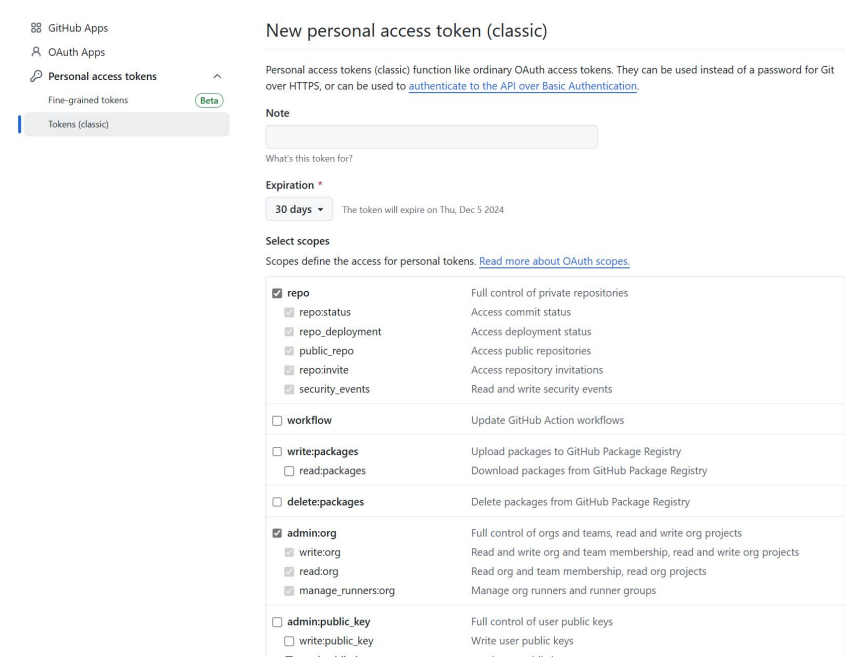 GitHub Apps
OAuth Apps
Personal access tokens
Fine-grained tokens Beta
Tokens (classic)
New personal access token (classic)
Personal access tokens (classic) function like ordinary OAuth access tokens. They can be used instead of a password for Git
over HTTPS, or can be used to authenticate to the API over Basic Authentication.
Note
What's this token for?
Expiration *
30 days The token will expire on Thu, Dec 5 2024
Select scopes
Scopes define the access for personal tokens. Read more about OAuth scopes.
repo Full control of private repositories
repo:status Access commit status
repo_deployment Access deployment status
public_repo Access public repositories
repo:invite Access repository invitations
security_events Read and write security events
workflow Update GitHub Action workflows
write:packages Upload packages to GitHub Package Registry
read:packages Download packages from GitHub Package Registry
delete:packages Delete packages from GitHub Package Registry
admin:org Full control of orgs and teams, read and write org projects
write:org Read and write org and team membership, read and write org projects
read:org Read org and team membership, read org projects
manage_runners:org Manage org runners and runner groups
admin:public_key Full control of user public keys
write:public_key Write user public keys